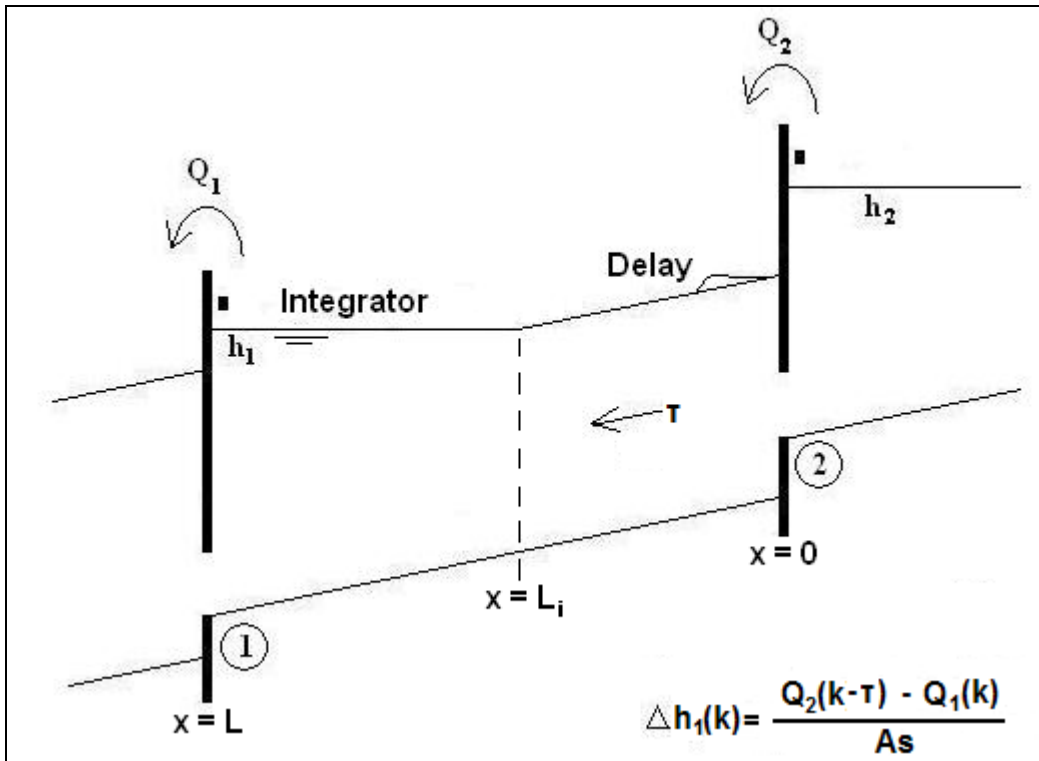 Q₂
Q₁
h₂
Delay
Integrator
h₁
τ
2
x = 0
x = Lᵢ
1
x = L
△h₁(k)= Q₂(k-τ) - Q₁(k)
As